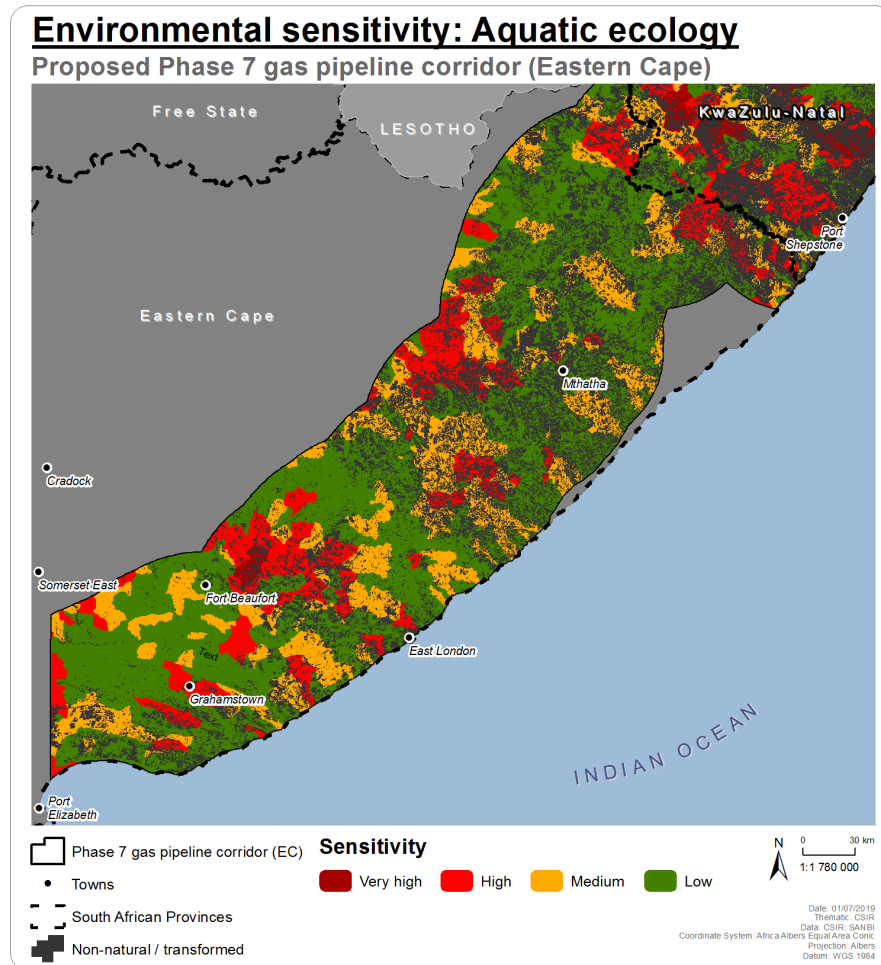 Environmental sensitivity: Aquatic ecology
Proposed Phase 7 gas pipeline corridor (Eastern Cape)
Free State
KwaZulu-Natal
LESOTHO
Port
Shepstone
Eastern Cape
Mthatha
Cradock
Somerset East
Fort Beaufort
Text
East London
Grahamstown
INDIAN OCEAN
Port
Elizabeth
Phase 7 gas pipeline corridor (EC)
Towns
South African Provinces
Non-natural / transformed
Sensitivity
Very high
High
Medium
Low
N
0 30 km
1:1 780 000
Date: 01/07/2019
Thematic: CSIR
Data: CSIR; SANBI
Coordinate System: Africa Albers Equal Area Conic
Projection: Albers
Datum: WGS 1984